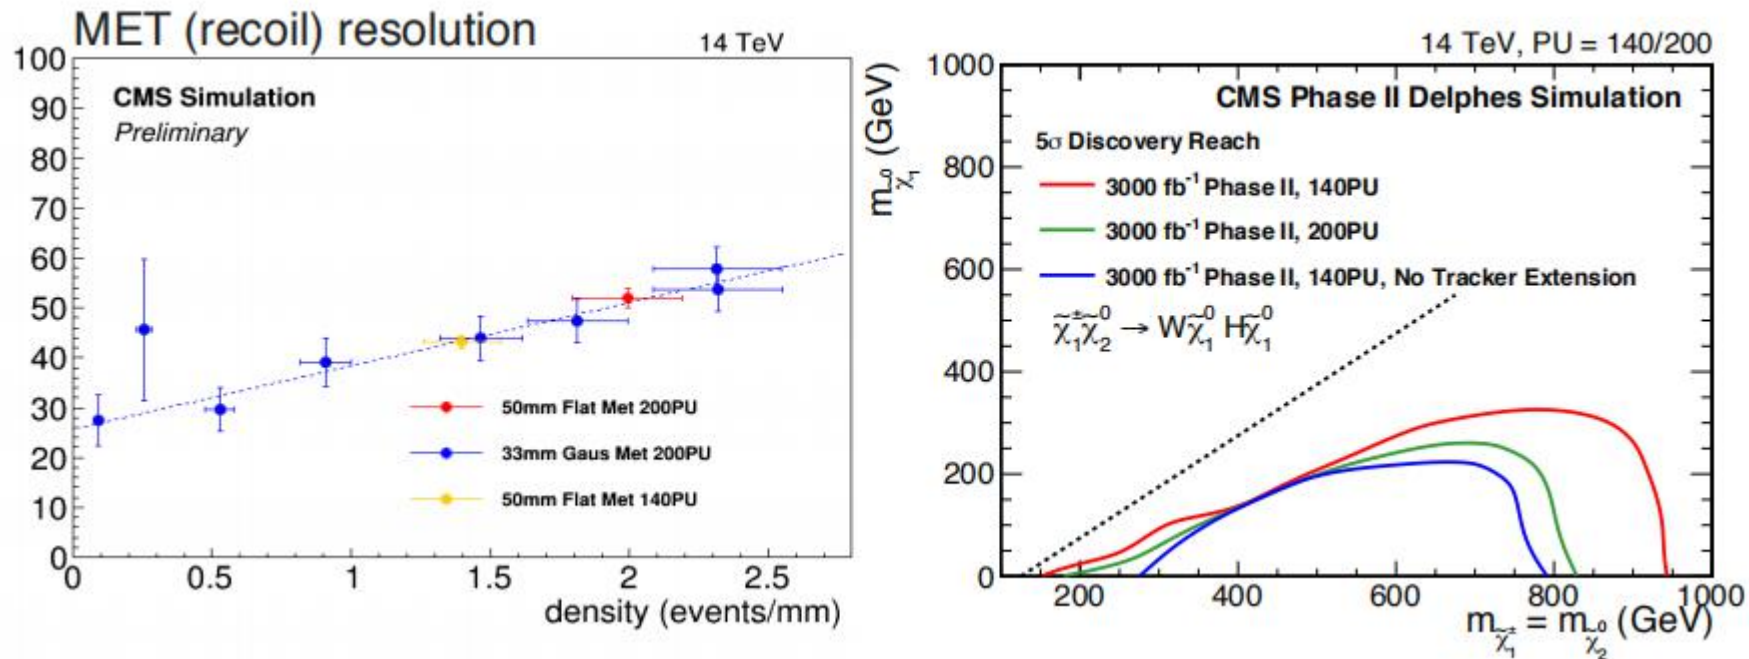 MET (recoil) resolution
14 TeV
CMS Simulation
Preliminary
100
90
80
70
60
50
40
30
20
10
0
50mm Flat Met 200PU
33mm Gaus Met 200PU
50mm Flat Met 140PU
0 0.5 1 1.5 2 2.5
density (events/mm)
14 TeV, PU = 140/200
CMS Phase II Delphes Simulation
5σ Discovery Reach
3000 fb⁻¹ Phase II, 140PU
3000 fb⁻¹ Phase II, 200PU
3000 fb⁻¹ Phase II, 140PU, No Tracker Extension
χ̃₁±χ̃₂⁰ → Wχ̃₁⁰ Hχ̃₁⁰
m χ̃₁⁰ (GeV)
1000
800
600
400
200
0
200 400 600 800 1000
m χ̃₁± = m χ̃₂⁰ (GeV)